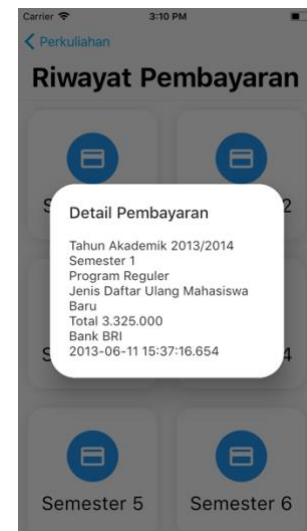 Carrier 3:10 PM
Perkuliahan
Riwayat Pembayaran
S 2
Detail Pembayaran
Tahun Akademik 2013/2014
Semester 1
Program Reguler
Jenis Daftar Ulang Mahasiswa
Baru
Total 3.325.000
Bank BRI
2013-06-11 15:37:16.654
S 4
Semester 5 Semester 6